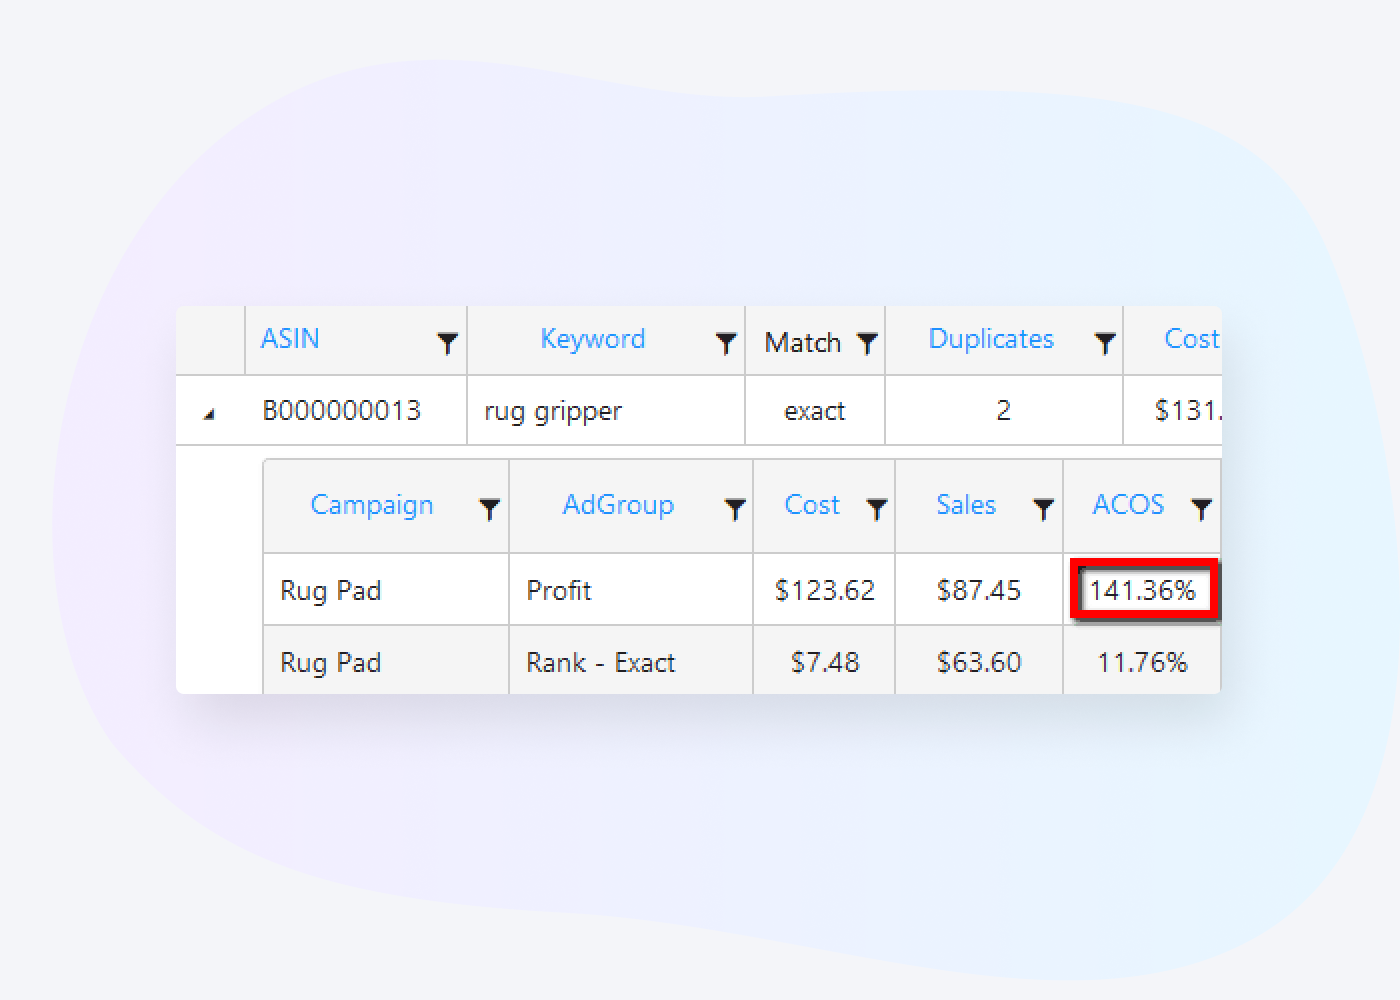 ASIN Keyword Match Duplicates Cost
B000000013 rug gripper exact 2 $131.
Campaign AdGroup Cost Sales ACOS
Rug Pad Profit $123.62 $87.45 141.36%
Rug Pad Rank - Exact $7.48 $63.60 11.76%